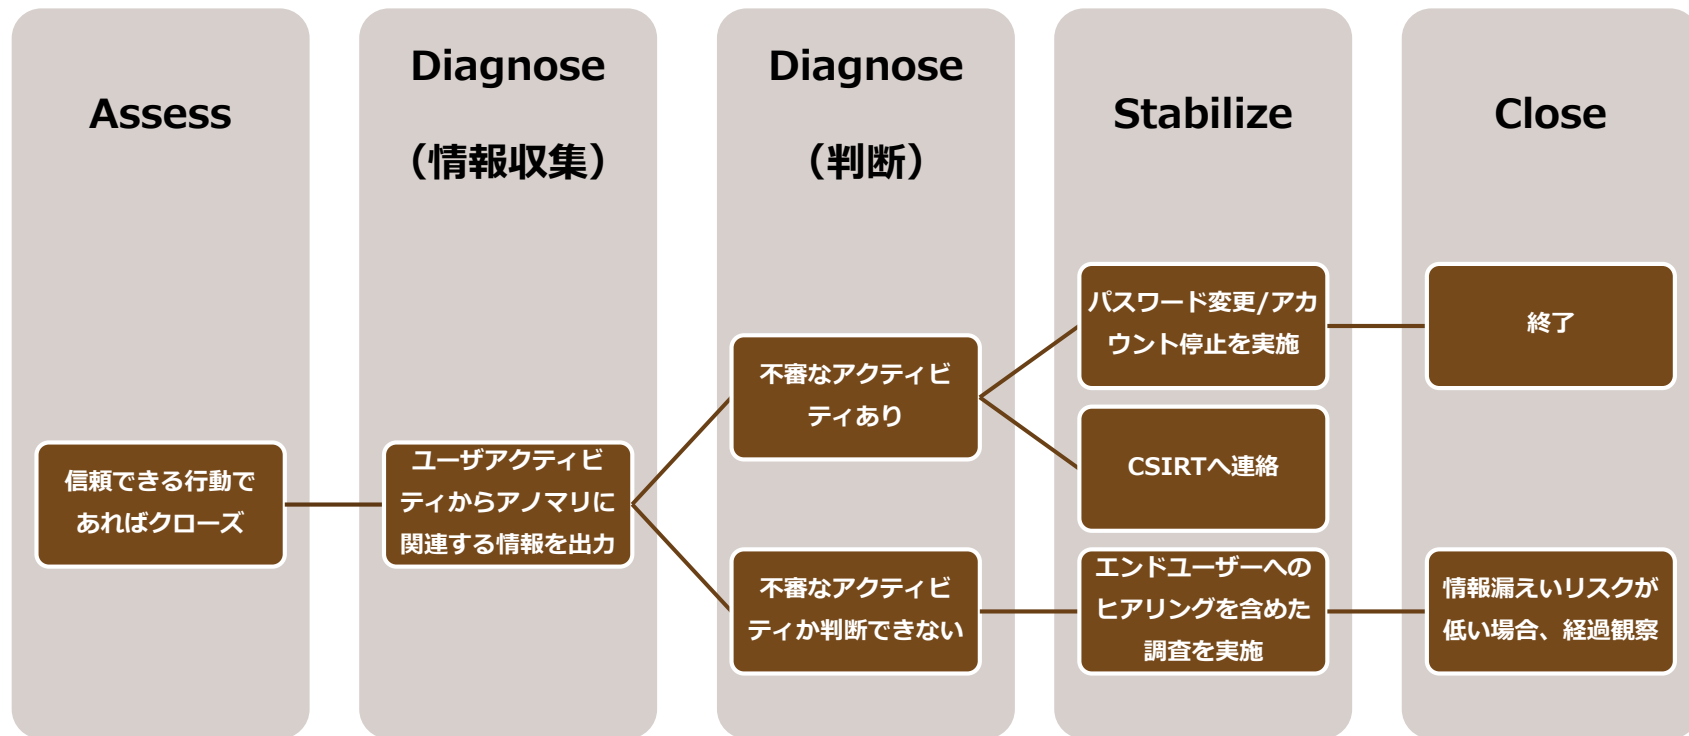 Assess
Diagnose
（情報収集）
Diagnose
（判断）
Stabilize
Close
信頼できる行動で
あればクローズ
ユーザアクティビ
ティからアノマリに
関連する情報を出力
不審なアクティビ
ティあり
不審なアクティビ
ティか判断できない
パスワード変更/アカ
ウント停止を実施
CSIRTへ連絡
エンドユーザーへの
ヒアリングを含めた
調査を実施
終了
情報漏えいリスクが
低い場合、経過観察